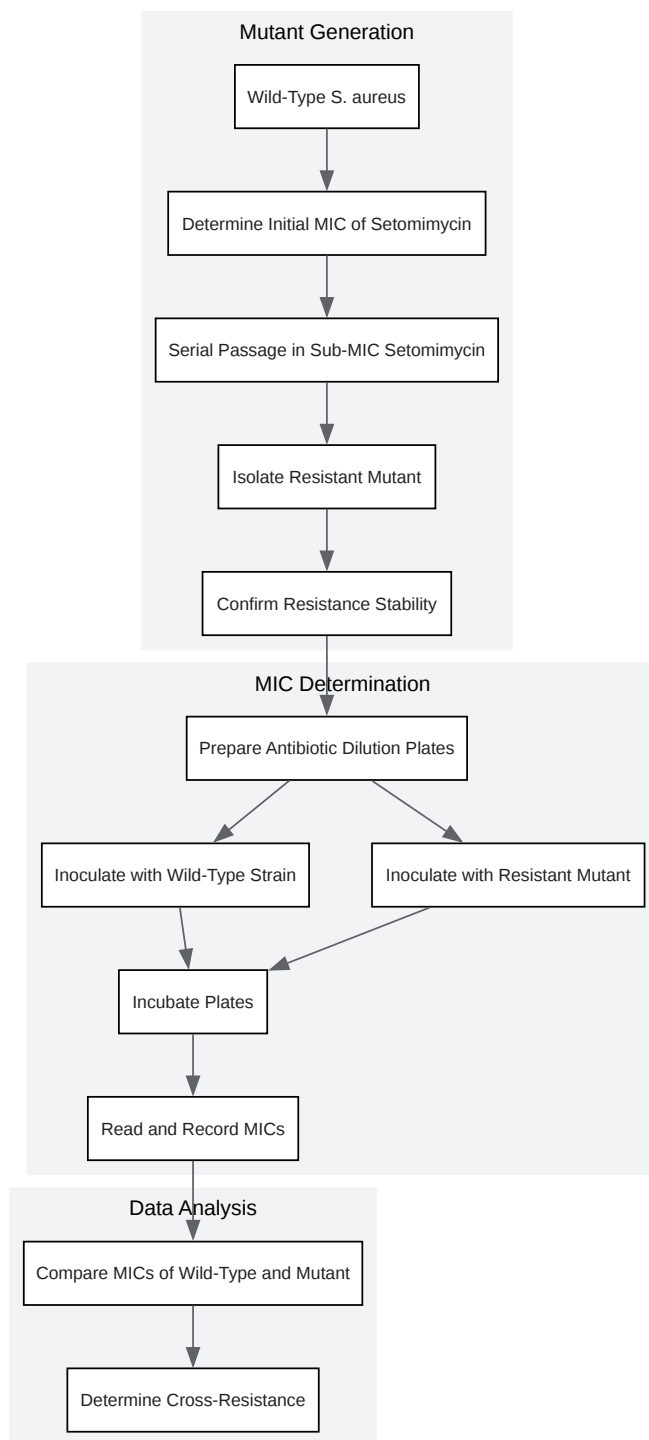 Mutant Generation
Wild-Type S. aureus
Determine Initial MIC of Setomimycin
Serial Passage in Sub-MIC Setomimycin
Isolate Resistant Mutant
Confirm Resistance Stability
MIC Determination
Prepare Antibiotic Dilution Plates
Inoculate with Wild-Type Strain
Inoculate with Resistant Mutant
Incubate Plates
Read and Record MICs
Data Analysis
Compare MICs of Wild-Type and Mutant
Determine Cross-Resistance